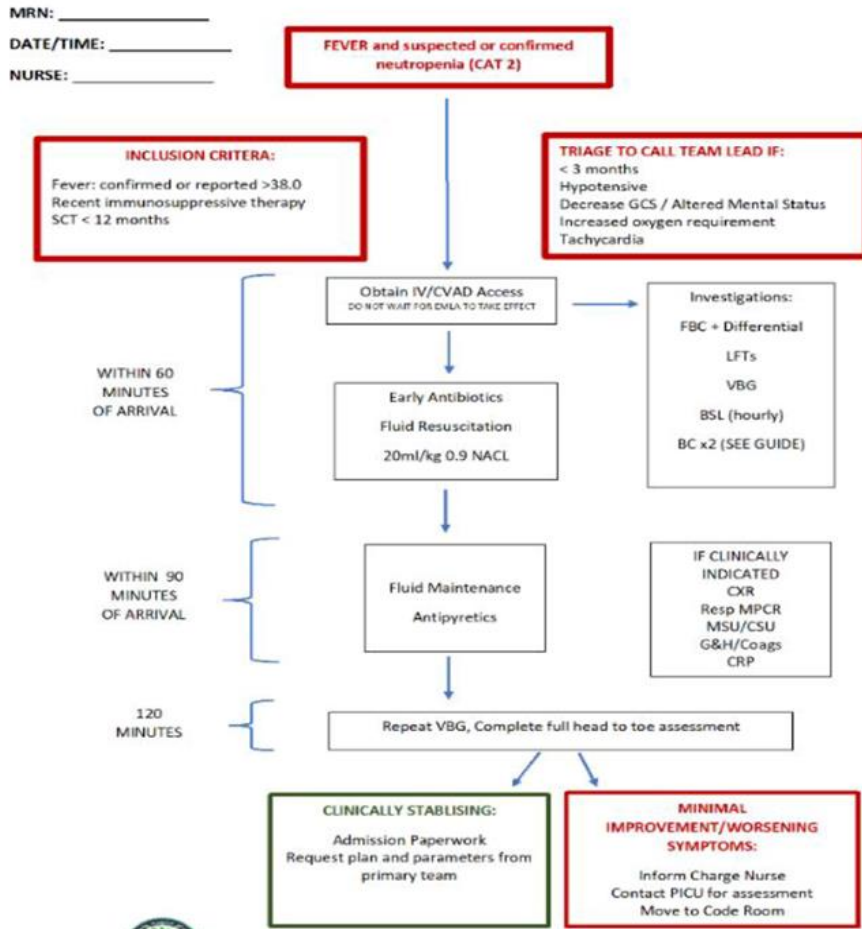 MRN: _______________
DATE/TIME: ____________
NURSE: ______________
FEVER and suspected or confirmed
neutropenia (CAT 2)
INCLUSION CRITERA:
Fever: confirmed or reported >38.0
Recent immunosuppressive therapy
SCT < 12 months
TRIAGE TO CALL TEAM LEAD IF:
< 3 months
Hypotensive
Decrease GCS / Altered Mental Status
Increased oxygen requirement
Tachycardia
WITHIN 60
MINUTES
OF ARRIVAL
Obtain IV/CVAD Access
DO NOT WAIT FOR EMLA TO TAKE EFFECT
Investigations:
FBC + Differential
LFTs
VBG
BSL (hourly)
BC x2 (SEE GUIDE)
Early Antibiotics
Fluid Resuscitation
20ml/kg 0.9 NACL
WITHIN 90
MINUTES
OF ARRIVAL
Fluid Maintenance
Antipyretics
IF CLINICALLY
INDICATED
CXR
Resp MPCR
MSU/CSU
G&H/Coags
CRP
120
MINUTES
Repeat VBG, Complete full head to toe assessment
CLINICALLY STABLISING:
Admission Paperwork
Request plan and parameters from
primary team
MINIMAL
IMPROVEMENT/WORSENING
SYMPTOMS:
Inform Charge Nurse
Contact PICU for assessment
Move to Code Room